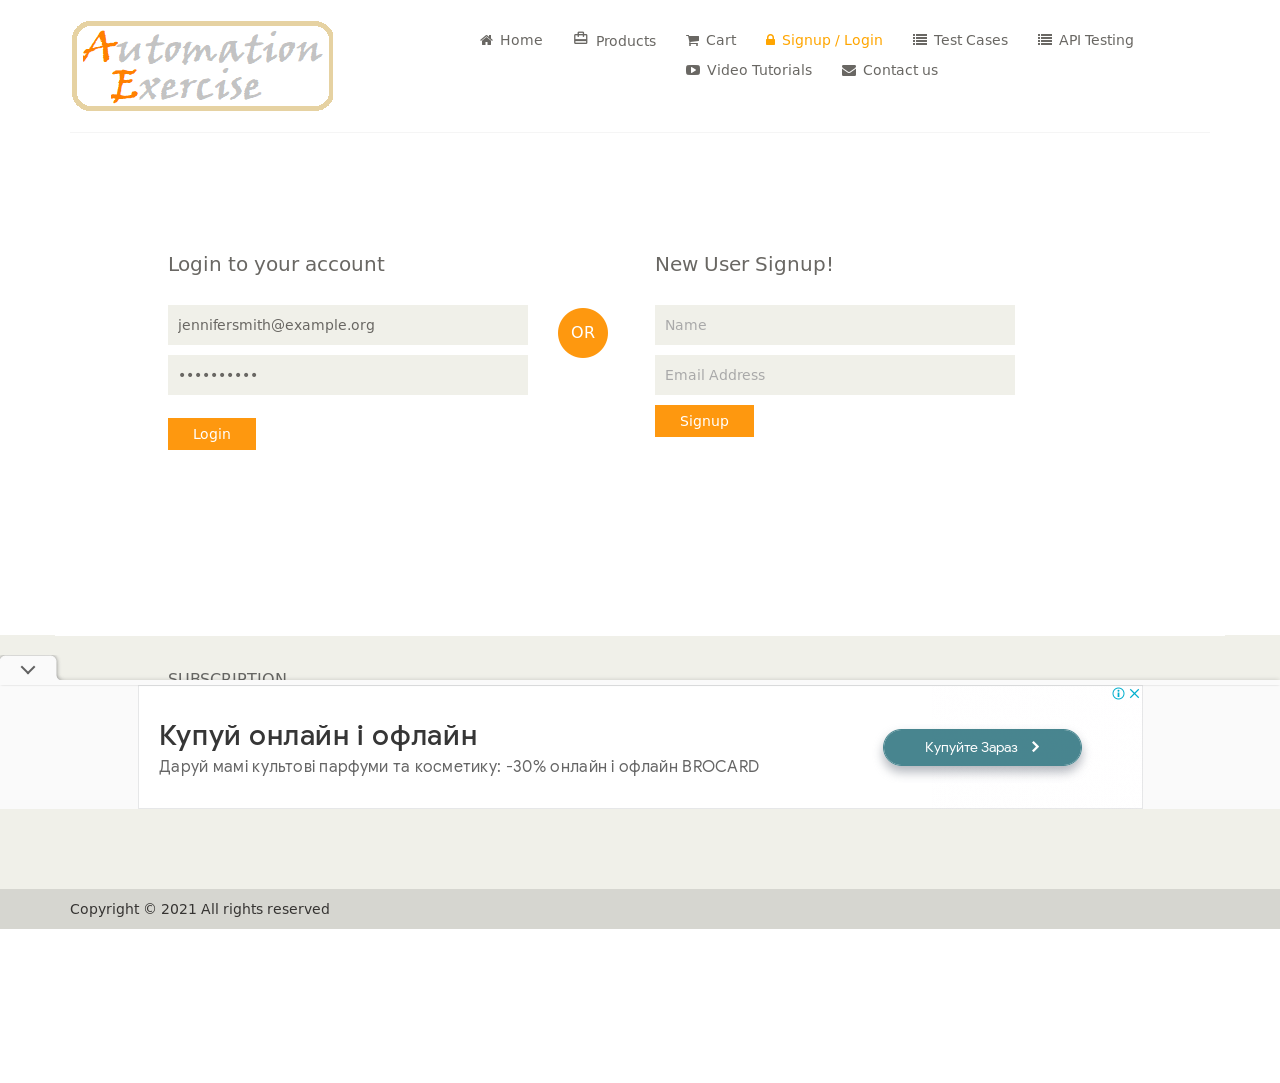 Automation
Exercise
Home
Products
Cart
Signup / Login
Test Cases
API Testing
Video Tutorials
Contact us
Login to your account
New User Signup!
jennifersmith@example.org
••••••••••
Login
OR
Name
Email Address
Signup
SUBSCRIPTION
Купуй онлайн і офлайн
Даруй мамі культові парфуми та косметику: -30% онлайн і офлайн BROCARD
Купуйте Зараз
Copyright © 2021 All rights reserved